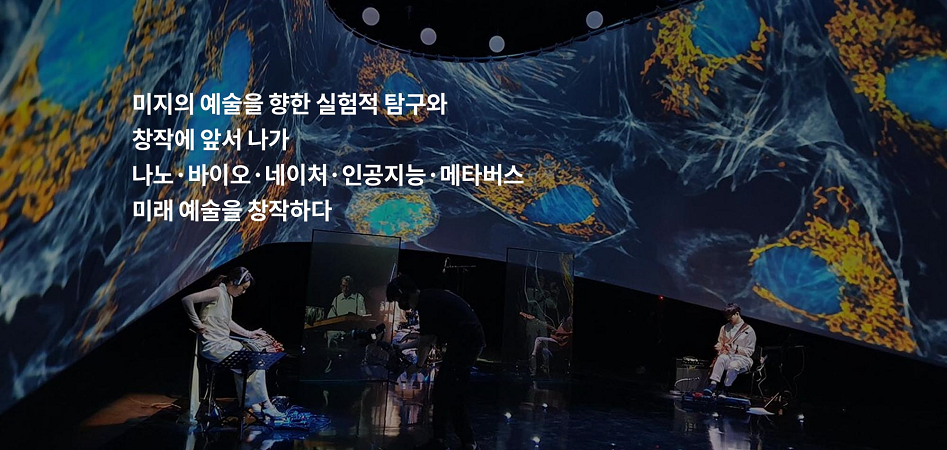 미지의 예술을 향한 실험적 탐구와
창작에 앞서 나가
나노·바이오·네이처·인공지능·메타버스
미래 예술을 창작하다